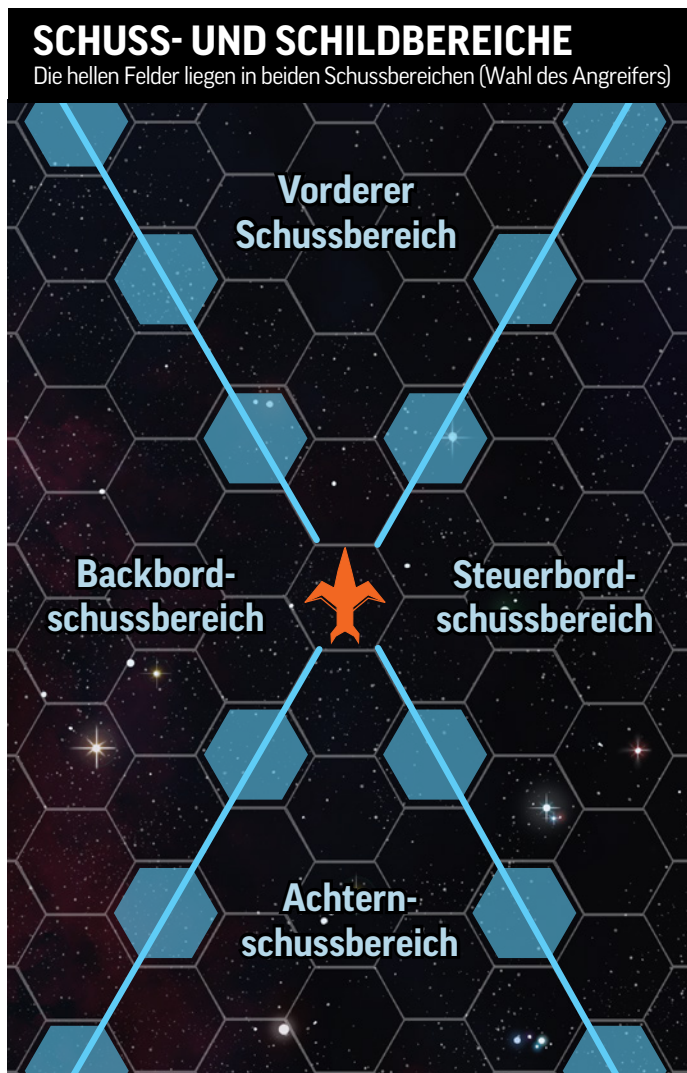 SCHUSS- UND SCHILDBEREICHE
Die hellen Felder liegen in beiden Schussbereichen (Wahl des Angreifers)
Vorderer
Schussbereich
Backbord-
schussbereich
Steuerbord-
schussbereich
Achtern-
schussbereich